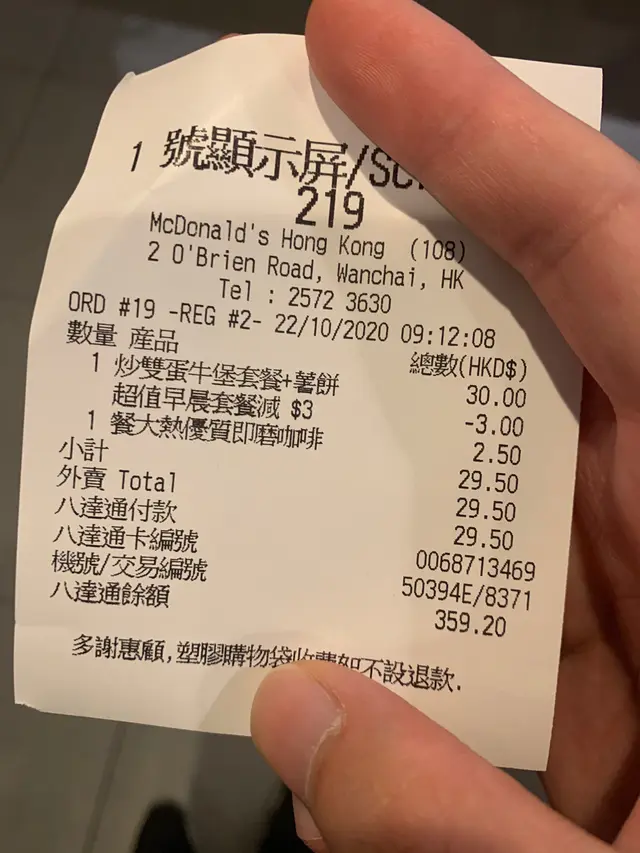 1 號顯示屏/Sc
219
McDonald's Hong Kong (108)
2 O'Brien Road, Wanchai, HK
Tel : 2572 3630
ORD #19 -REG #2- 22/10/2020 09:12:08
數量 産品 總數(HKD$)
1 炒雙蛋牛堡套餐+薯餅 30.00
超值早晨套餐減 $3 -3.00
1 餐大熱優質即磨咖啡 2.50
小計 29.50
外賣 Total 29.50
八達通付款 29.50
八達通卡編號 0068713469
機號/交易編號 50394E/8371
八達通餘額 359.20
多謝惠顧,塑膠購物袋收費恕不設退款.